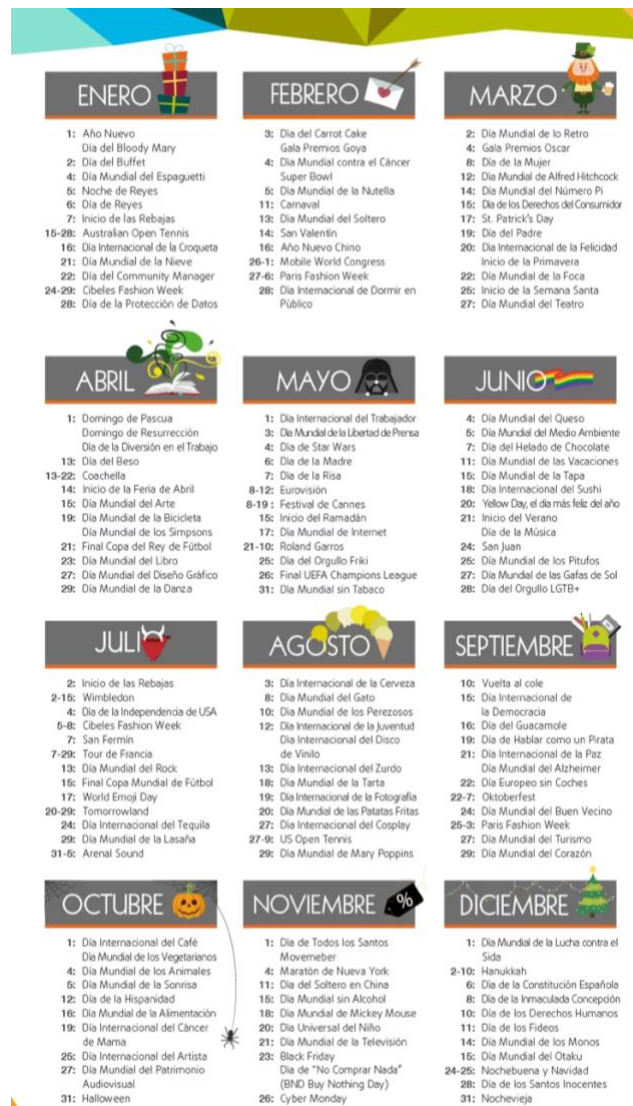 ENERO
1: Año Nuevo
Día del Bloody Mary
2: Día del Buffet
4: Día Mundial del Espaguetti
5: Noche de Reyes
6: Día de Reyes
7: Inicio de las Rebajas
15-28: Australian Open Tennis
16: Día Internacional de la Croqueta
21: Día Mundial de la Nieve
22: Día del Community Manager
24-29: Cibeles Fashion Week
28: Día de la Protección de Datos
FEBRERO
3: Día del Carrot Cake
Gala Premios Goya
4: Día Mundial contra el Cáncer
Super Bowl
5: Día Mundial de la Nutella
11: Carnaval
13: Día Mundial del Soltero
14: San Valentín
16: Año Nuevo Chino
26-1: Mobile World Congress
27-6: Paris Fashion Week
28: Día Internacional de Dormir en
Público
MARZO
2: Día Mundial de lo Retro
4: Gala Premios Oscar
8: Día de la Mujer
12: Día Mundial de Alfred Hitchcock
14: Día Mundial del Número Pi
15: Día de los Derechos del Consumidor
17: St. Patrick's Day
19: Día del Padre
20: Día Internacional de la Felicidad
Inicio de la Primavera
22: Día Mundial de la Foca
25: Inicio de la Semana Santa
27: Día Mundial del Teatro
ABRIL
1: Domingo de Pascua
Domingo de Resurrección
Día de la Diversión en el Trabajo
13: Día del Beso
13-22: Coachella
14: Inicio de la Feria de Abril
15: Día Mundial del Arte
19: Día Mundial de la Bicicleta
Día Mundial de los Simpsons
21: Final Copa del Rey de Fútbol
23: Día Mundial del Libro
27: Día Mundial del Diseño Gráfico
29: Día Mundial de la Danza
MAYO
1: Día Internacional del Trabajador
3: Día Mundial de la Libertad de Prensa
4: Día de Star Wars
6: Día de la Madre
7: Día de la Risa
8-12: Eurovisión
8-19 : Festival de Cannes
15: Inicio del Ramadán
17: Día Mundial de Internet
21-10: Roland Garros
25: Día del Orgullo Friki
26: Final UEFA Champions League
31: Día Mundial sin Tabaco
JUNIO
4: Día Mundial del Queso
5: Día Mundial del Medio Ambiente
7: Día del Helado de Chocolate
11: Día Mundial de las Vacaciones
15: Día Mundial de la Tapa
18: Día Internacional del Sushi
20: Yellow Day, el día más feliz del año
21: Inicio del Verano
Día de la Música
24: San Juan
25: Día Mundial de los Pitufos
27: Día Mundial de las Gafas de Sol
28: Día del Orgullo LGTB+
JULIO
2: Inicio de las Rebajas
2-15: Wimbledon
4: Día de la Independencia de USA
5-8: Cibeles Fashion Week
7: San Fermín
7-29: Tour de Francia
13: Día Mundial del Rock
15: Final Copa Mundial de Fútbol
17: World Emoji Day
20-29: Tomorrowland
24: Día Internacional del Tequila
29: Día Mundial de la Lasaña
31-5: Arenal Sound
AGOSTO
3: Día Internacional de la Cerveza
8: Día Mundial del Gato
10: Día Mundial de los Perezosos
12: Día Internacional de la Juventud
Día Internacional del Disco
de Vinilo
13: Día Internacional del Zurdo
18: Día Mundial de la Tarta
19: Día Internacional de la Fotografía
20: Día Mundial de las Patatas Fritas
27: Día Internacional del Cosplay
27-9: US Open Tennis
29: Día Mundial de Mary Poppins
SEPTIEMBRE
10: Vuelta al cole
15: Día Internacional de
la Democracia
16: Día del Guacamole
19: Día de Hablar como un Pirata
21: Día Internacional de la Paz
Día Mundial del Alzheimer
22: Día Europeo sin Coches
22-7: Oktoberfest
24: Día Mundial del Buen Vecino
25-3: Paris Fashion Week
27: Día Mundial del Turismo
29: Día Mundial del Corazón
OCTUBRE
1: Día Internacional del Café
Día Mundial de los Vegetarianos
4: Día Mundial de los Animales
5: Día Mundial de la Sonrisa
12: Día de la Hispanidad
16: Día Mundial de la Alimentación
19: Día Internacional del Cáncer
de Mama
25: Día Internacional del Artista
27: Día Mundial del Patrimonio
Audiovisual
31: Halloween
NOVIEMBRE %
1: Día de Todos los Santos
Movemeber
4: Maratón de Nueva York
11: Día del Soltero en China
15: Día Mundial sin Alcohol
18: Día Mundial de Mickey Mouse
20: Día Universal del Niño
21: Día Mundial de la Televisión
23: Black Friday
Día de "No Comprar Nada"
(BND Buy Nothing Day)
26: Cyber Monday
DICIEMBRE
1: Día Mundial de la Lucha contra el
Sida
2-10: Hanukkah
6: Día de la Constitución Española
8: Día de la Inmaculada Concepción
10: Día de los Derechos Humanos
11: Día de los Fideos
14: Día Mundial de los Monos
15: Día Mundial del Otaku
24-25: Nochebuena y Navidad
28: Día de los Santos Inocentes
31: Nochevieja